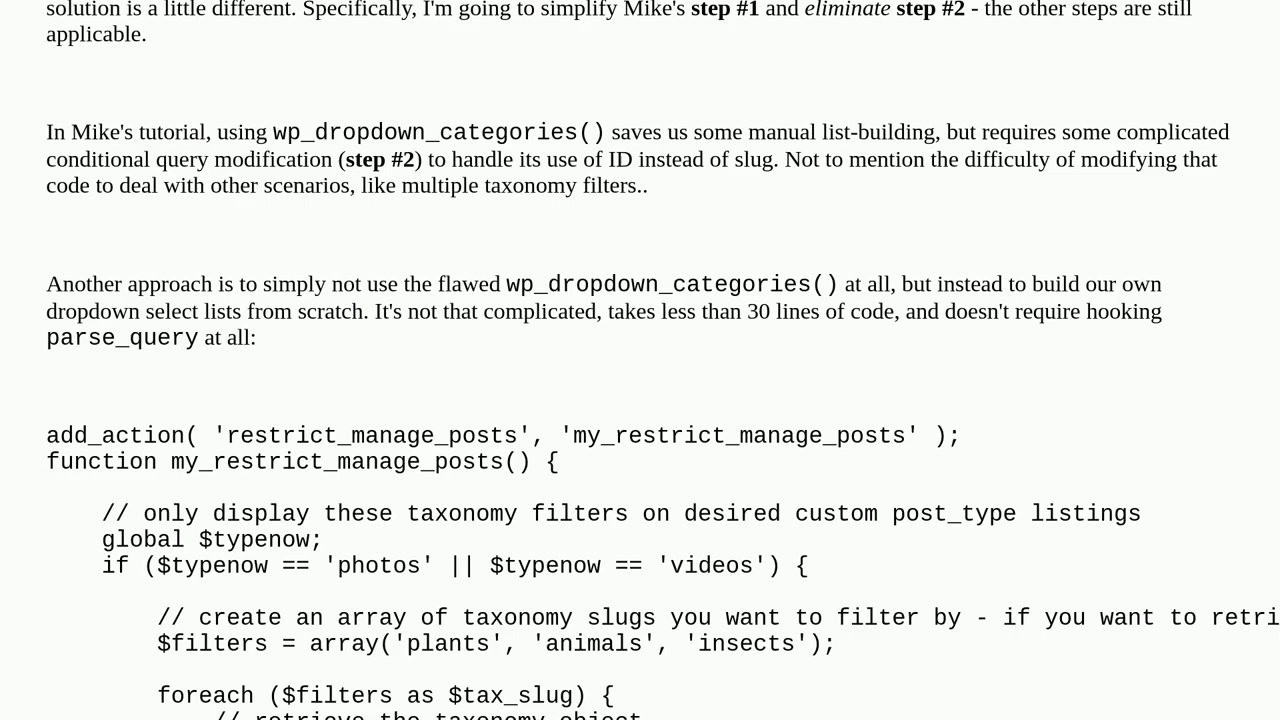 solution is a little different. Specifically, I'm going to simplify Mike's step #1 and eliminate step #2 - the other steps are still
applicable.
In Mike's tutorial, using wp_dropdown_categories() saves us some manual list-building, but requires some complicated
conditional query modification (step #2) to handle its use of ID instead of slug. Not to mention the difficulty of modifying that
code to deal with other scenarios, like multiple taxonomy filters..
Another approach is to simply not use the flawed wp_dropdown_categories() at all, but instead to build our own
dropdown select lists from scratch. It's not that complicated, takes less than 30 lines of code, and doesn't require hooking
parse_query at all:
add_action( 'restrict_manage_posts', 'my_restrict_manage_posts' );
function my_restrict_manage_posts() {
// only display these taxonomy filters on desired custom post_type listings
global $typenow;
if ($typenow == 'photos' || $typenow == 'videos') {
// create an array of taxonomy slugs you want to filter by - if you want to retri
$filters = array('plants', 'animals', 'insects');
foreach ($filters as $tax_slug) {
// retrieve the taxonomy object